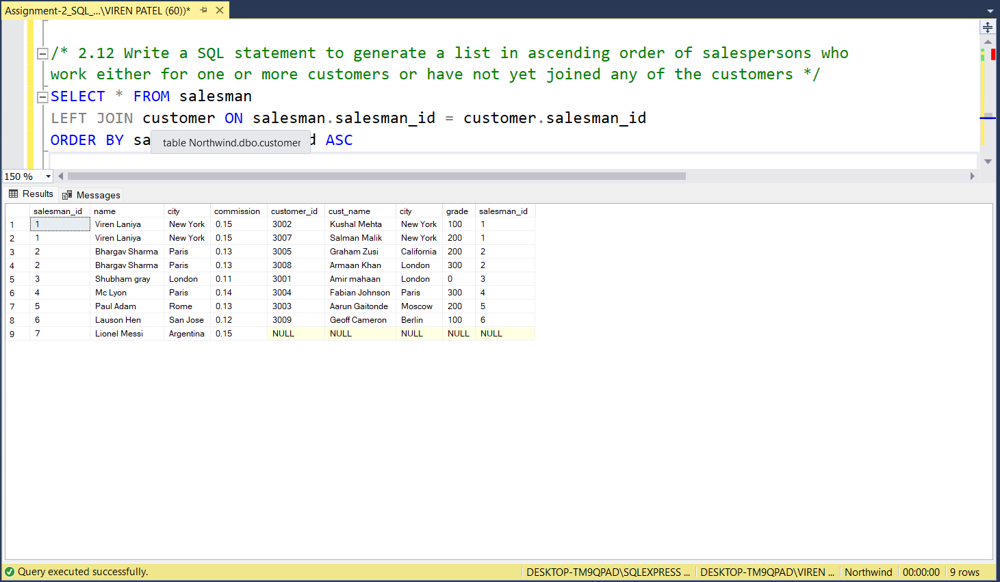 Assignment-2_SQL_...\VIREN PATEL (60))*
/* 2.12 Write a SQL statement to generate a list in ascending order of salespersons who
work either for one or more customers or have not yet joined any of the customers */
SELECT * FROM salesman
LEFT JOIN customer ON salesman.salesman_id = customer.salesman_id
ORDER BY sa table Northwind.dbo.customer d ASC
150 %
Results Messages
salesman_id name city commission customer_id cust_name city grade salesman_id
1 1 Viren Laniya New York 0.15 3002 Kushal Mehta New York 100 1
2 1 Viren Laniya New York 0.15 3007 Salman Malik New York 200 1
3 2 Bhargav Sharma Paris 0.13 3005 Graham Zusi California 200 2
4 2 Bhargav Sharma Paris 0.13 3008 Armaan Khan London 300 2
5 3 Shubham gray London 0.11 3001 Amir mahaan London 0 3
6 4 Mc Lyon Paris 0.14 3004 Fabian Johnson Paris 300 4
7 5 Paul Adam Rome 0.13 3003 Aarun Gaitonde Moscow 200 5
8 6 Lauson Hen San Jose 0.12 3009 Geoff Cameron Berlin 100 6
9 7 Lionel Messi Argentina 0.15 NULL NULL NULL NULL NULL
Query executed successfully. DESKTOP-TM9QPAD\SQLEXPRESS ... DESKTOP-TM9QPAD\VIREN ... Northwind 00:00:00 9 rows